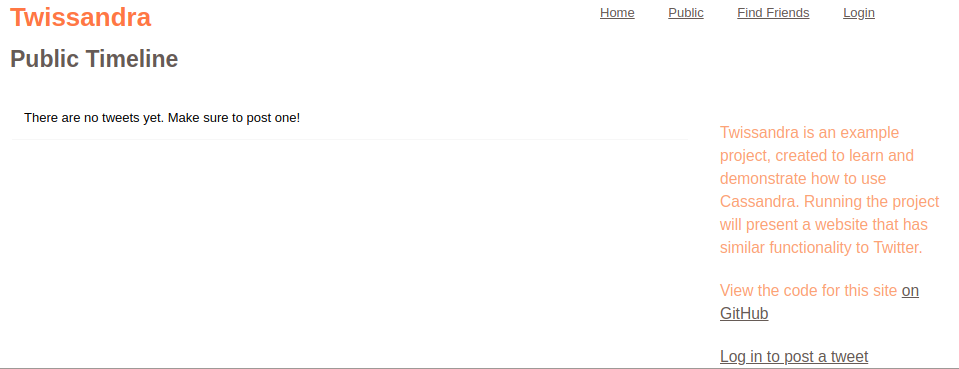 Twissandra
Home Public Find Friends Login
Public Timeline
There are no tweets yet. Make sure to post one!
Twissandra is an example
project, created to learn and
demonstrate how to use
Cassandra. Running the project
will present a website that has
similar functionality to Twitter.
View the code for this site on
GitHub
Log in to post a tweet